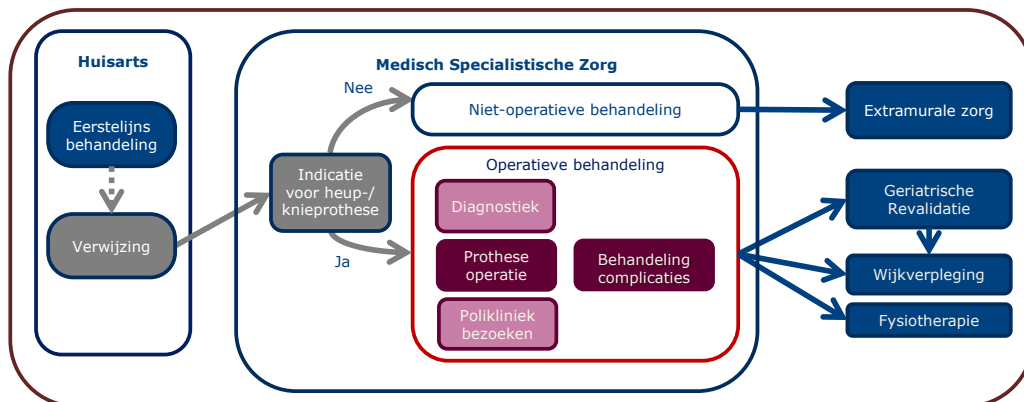 Huisarts
Eerstelijns
behandeling
Verwijzing
Medisch Specialistische Zorg
Nee
Niet-operatieve behandeling
Indicatie
voor heup-/
knieprothese
Ja
Operatieve behandeling
Diagnostiek
Prothese
operatie
Behandeling
complicaties
Polikliniek
bezoeken
Extramurale zorg
Geriatrische
Revalidatie
Wijkverpleging
Fysiotherapie